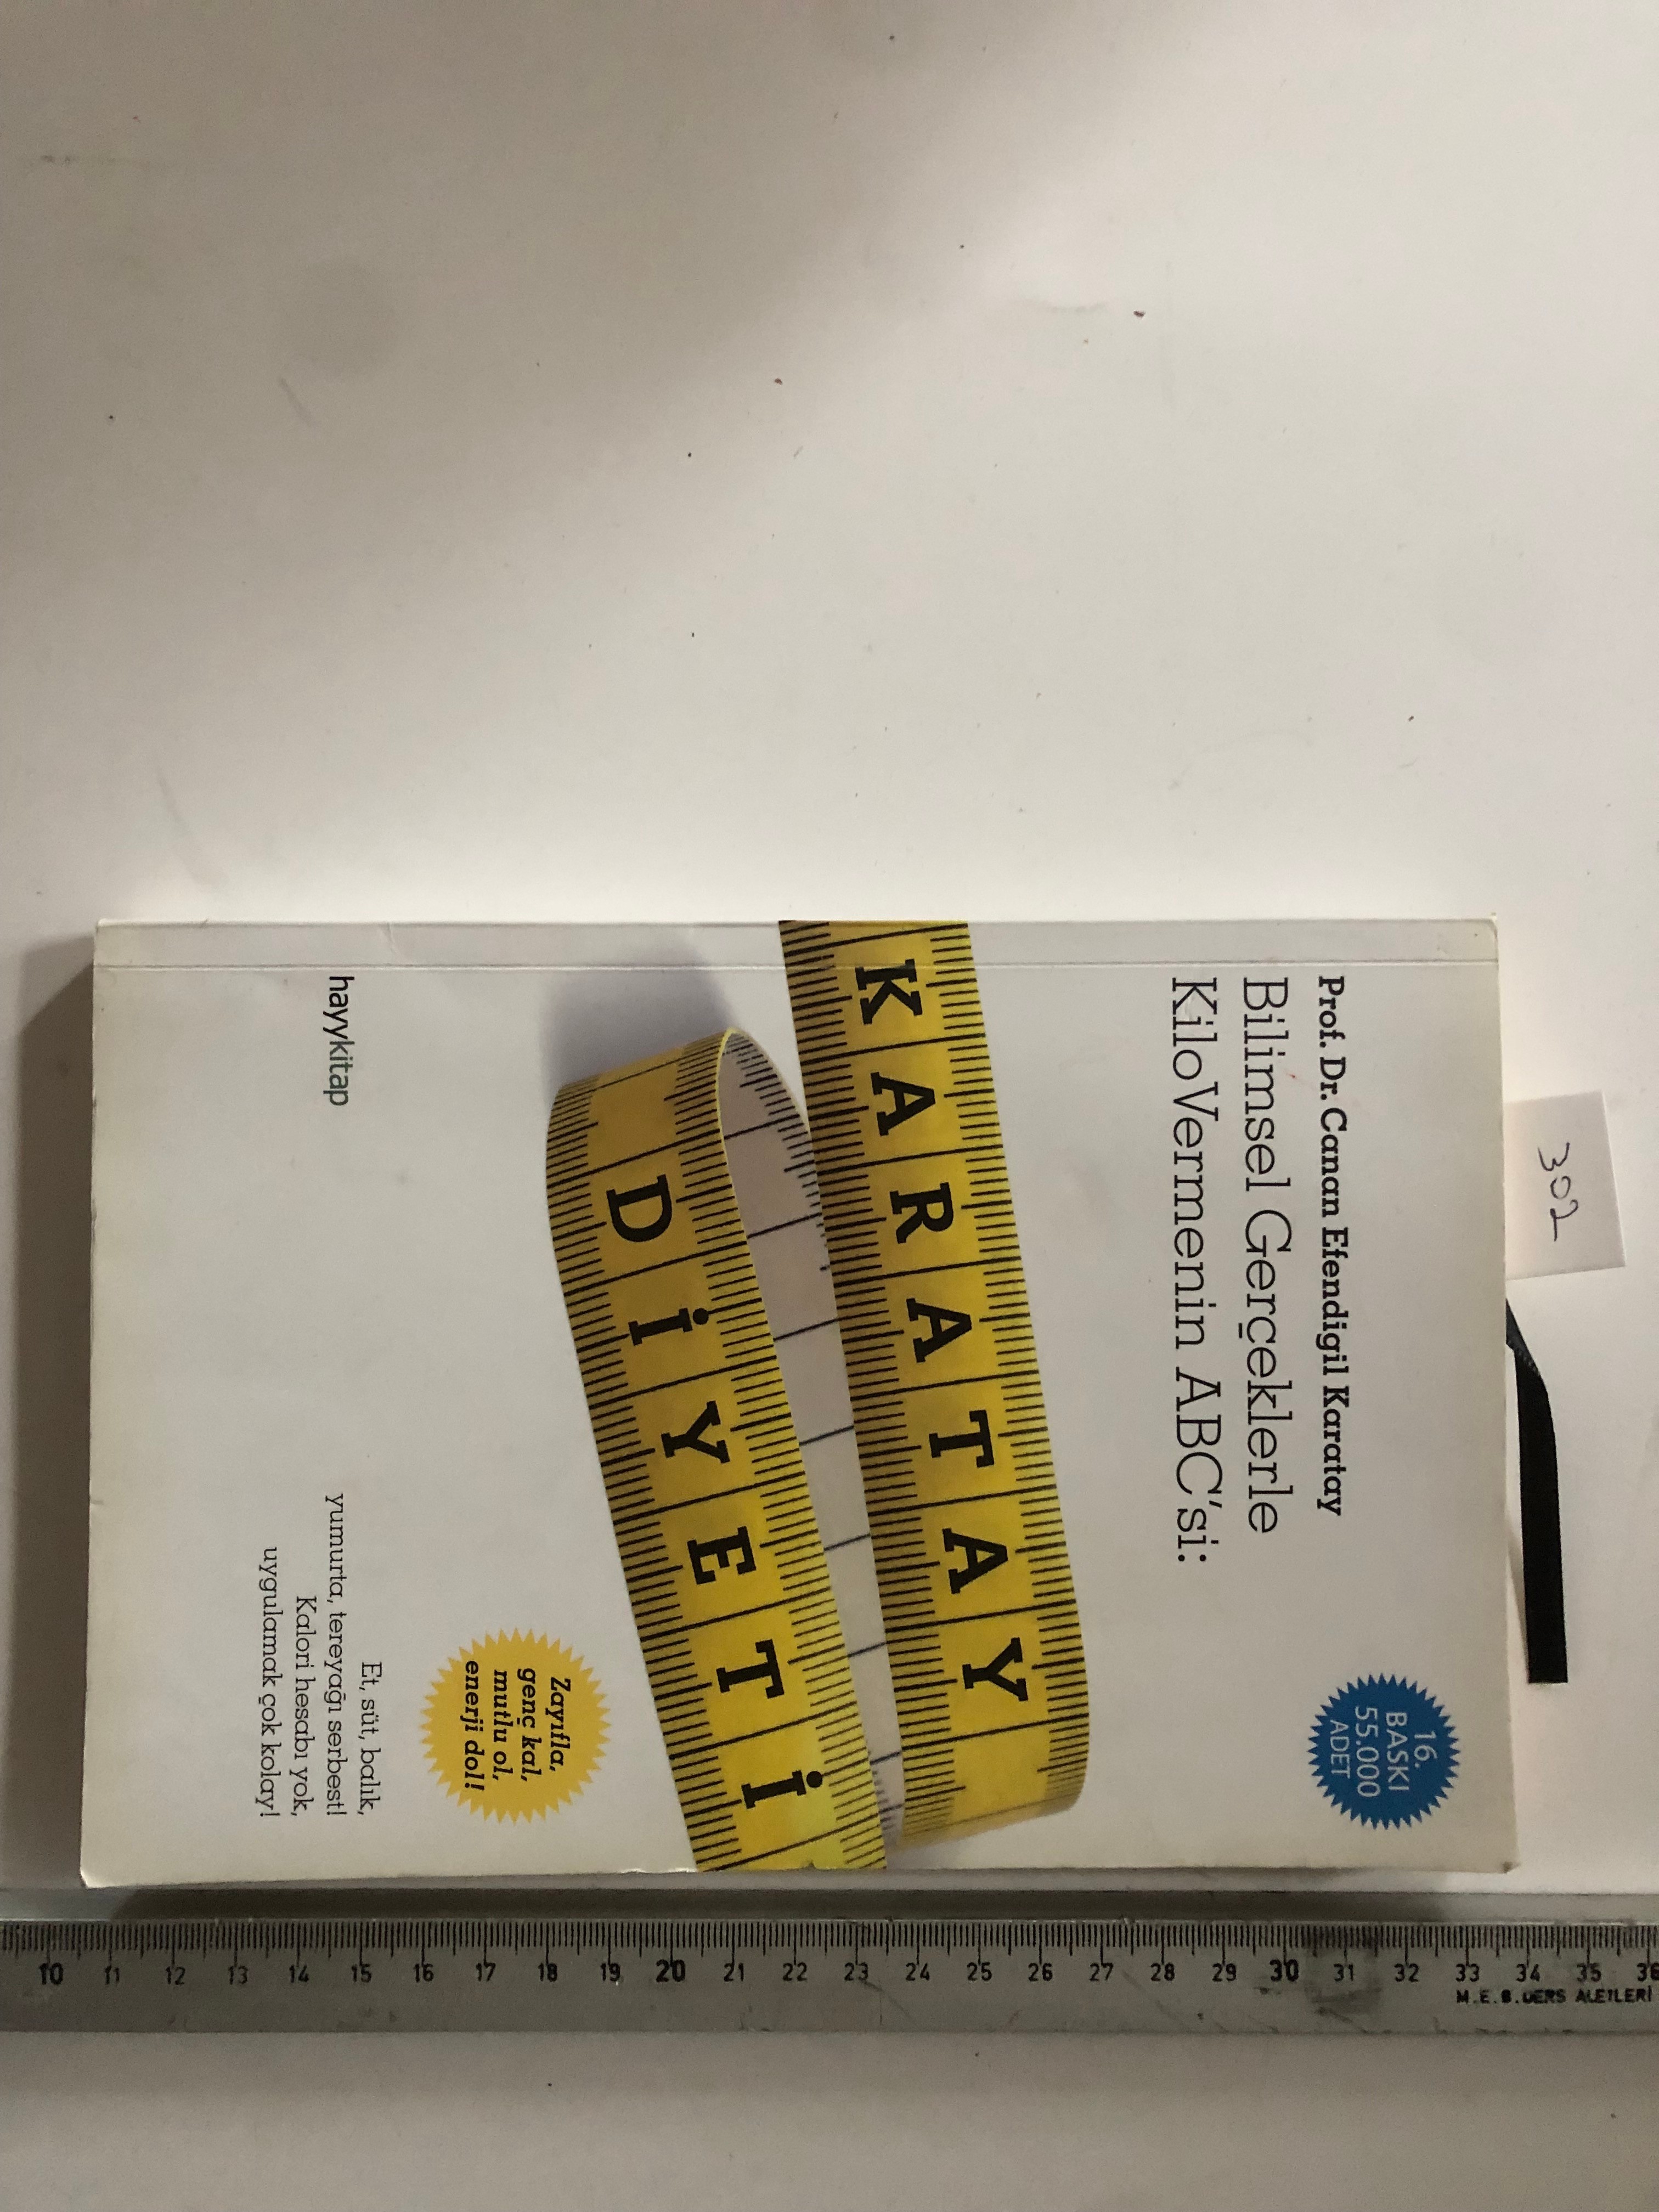 302
Prof. Dr. Canan Efendigil Karatay
Bilimsel Gerçeklerle
KiloVermenin ABC'si:
16.
BASKI
55.000
ADET
KARATAY
DİYETİ
Zayıfla,
genç kal,
mutlu ol,
enerji dol!
Et, süt, balık,
yumurta, tereyağı serbest!
Kalori hesabı yok,
uygulamak çok kolay!
hayykitap
10 11 12 13 14 15 16 17 18 19 20 21 22 23 24 25 26 27 28 29 30 31 32 33 34 35 36
M.E.B. DERS ALETLERİ